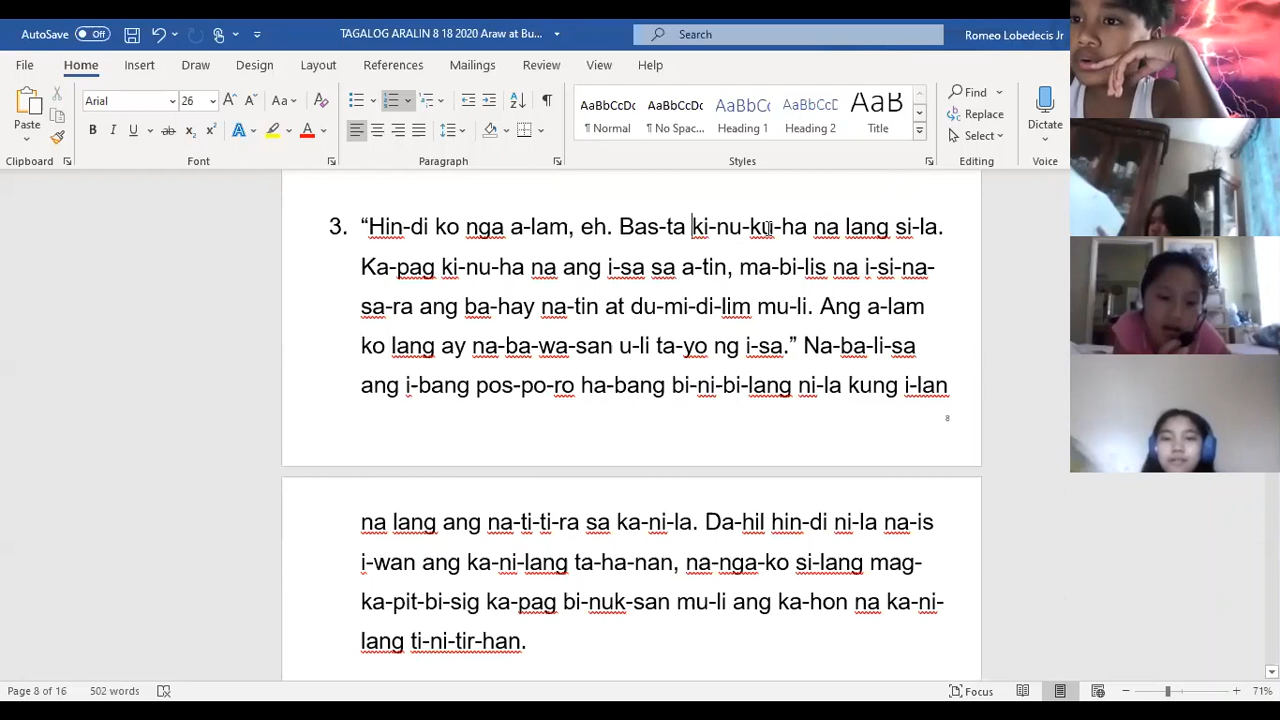 AutoSave Off TAGALOG ARALIN 8 18 2020 Araw at Bu... Search Romeo Lobedecis Jr
File Home Insert Draw Design Layout References Mailings Review View Help
Paste Arial 26 A A Aa AaBbCcDc AaBbCcDc AaBbCc AaBbCcD AaB Find Dictate
Replace
B I U ab x₂ x² A A ¶ Normal ¶ No Spac... Heading 1 Heading 2 Title Select
Clipboard Font Paragraph Styles Editing Voice
3. “Hin-di ko nga a-lam, eh. Bas-ta ki-nu-ku-ha na lang si-la.
Ka-pag ki-nu-ha na ang i-sa sa a-tin, ma-bi-lis na i-si-na-
sa-ra ang ba-hay na-tin at du-mi-di-lim mu-li. Ang a-lam
ko lang ay na-ba-wa-san u-li ta-yo ng i-sa.” Na-ba-li-sa
ang i-bang pos-po-ro ha-bang bi-ni-bi-lang ni-la kung i-lan
8
na lang ang na-ti-ti-ra sa ka-ni-la. Da-hil hin-di ni-la na-is
i-wan ang ka-ni-lang ta-ha-nan, na-nga-ko si-lang mag-
ka-pit-bi-sig ka-pag bi-nuk-san mu-li ang ka-hon na ka-ni-
lang ti-ni-tir-han.
Page 8 of 16 502 words Focus 71%